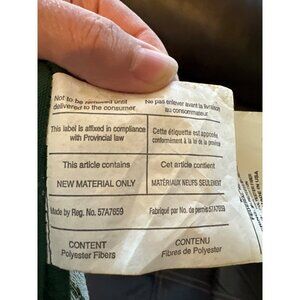 Not to be removed until
delivered to the consumer.
Ne pas enlever avant la livraison
au consommateur.
This label is affixed in compliance
with Provincial law
Cette étiquette est apposée
conformément à la loi de la province
This article contains
Cet article contient
NEW MATERIAL ONLY
MATÉRIAUX NEUFS SEULEMENT
Made by Reg. No. 57A7659
Fabriqué par No. de permis 57A7659
CONTENT
Polyester Fibers
CONTENU
Fibres de Polyester
IN USA